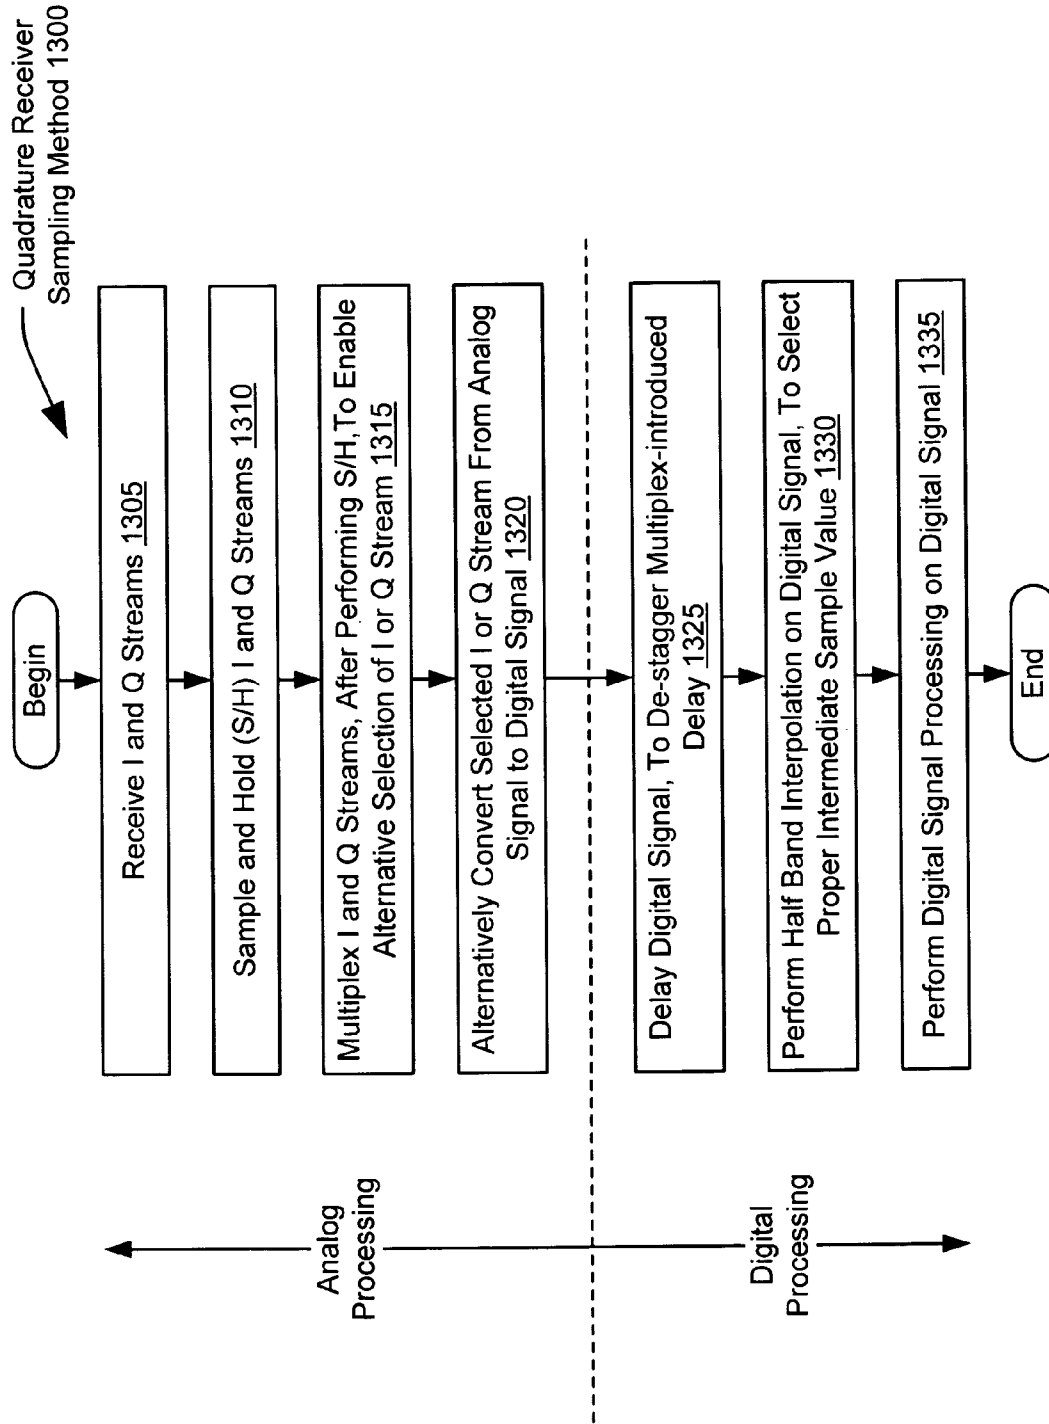 Quadrature Receiver
Sampling Method 1300
Begin
Receive I and Q Streams 1305
Sample and Hold (S/H) I and Q Streams 1310
Multiplex I and Q Streams, After Performing S/H,To Enable
Alternative Selection of I or Q Stream 1315
Alternatively Convert Selected I or Q Stream From Analog
Signal to Digital Signal 1320
Delay Digital Signal, To De-stagger Multiplex-introduced
Delay 1325
Perform Half Band Interpolation on Digital Signal, To Select
Proper Intermediate Sample Value 1330
Perform Digital Signal Processing on Digital Signal 1335
End
Analog
Processing
Digital
Processing